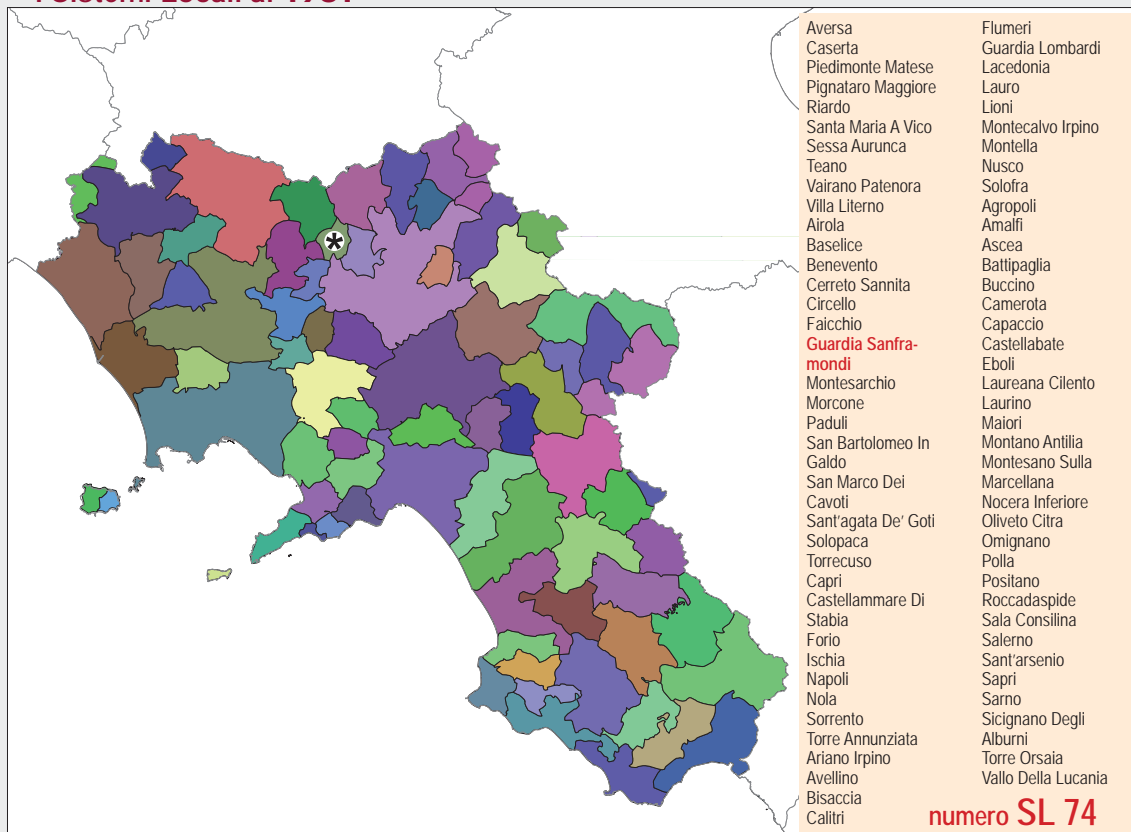 I Sistemi Locali al 1981
Aversa
Caserta
Piedimonte Matese
Pignataro Maggiore
Riardo
Santa Maria A Vico
Sessa Aurunca
Teano
Vairano Patenora
Villa Literno
Airola
Baselice
Benevento
Cerreto Sannita
Circello
Faicchio
Guardia Sanfra-
mondi
Montesarchio
Morcone
Paduli
San Bartolomeo In
Galdo
San Marco Dei
Cavoti
Sant'agata De' Goti
Solopaca
Torrecuso
Capri
Castellammare Di
Stabia
Forio
Ischia
Napoli
Nola
Sorrento
Torre Annunziata
Ariano Irpino
Avellino
Bisaccia
Calitri
Flumeri
Guardia Lombardi
Lacedonia
Lauro
Lioni
Montecalvo Irpino
Montella
Nusco
Solofra
Agropoli
Amalfi
Ascea
Battipaglia
Buccino
Camerota
Capaccio
Castellabate
Eboli
Laureana Cilento
Laurino
Maiori
Montano Antilia
Montesano Sulla
Marcellana
Nocera Inferiore
Oliveto Citra
Omignano
Polla
Positano
Roccadaspide
Sala Consilina
Salerno
Sant'arsenio
Sapri
Sarno
Sicignano Degli
Alburni
Torre Orsaia
Vallo Della Lucania
numero SL 74